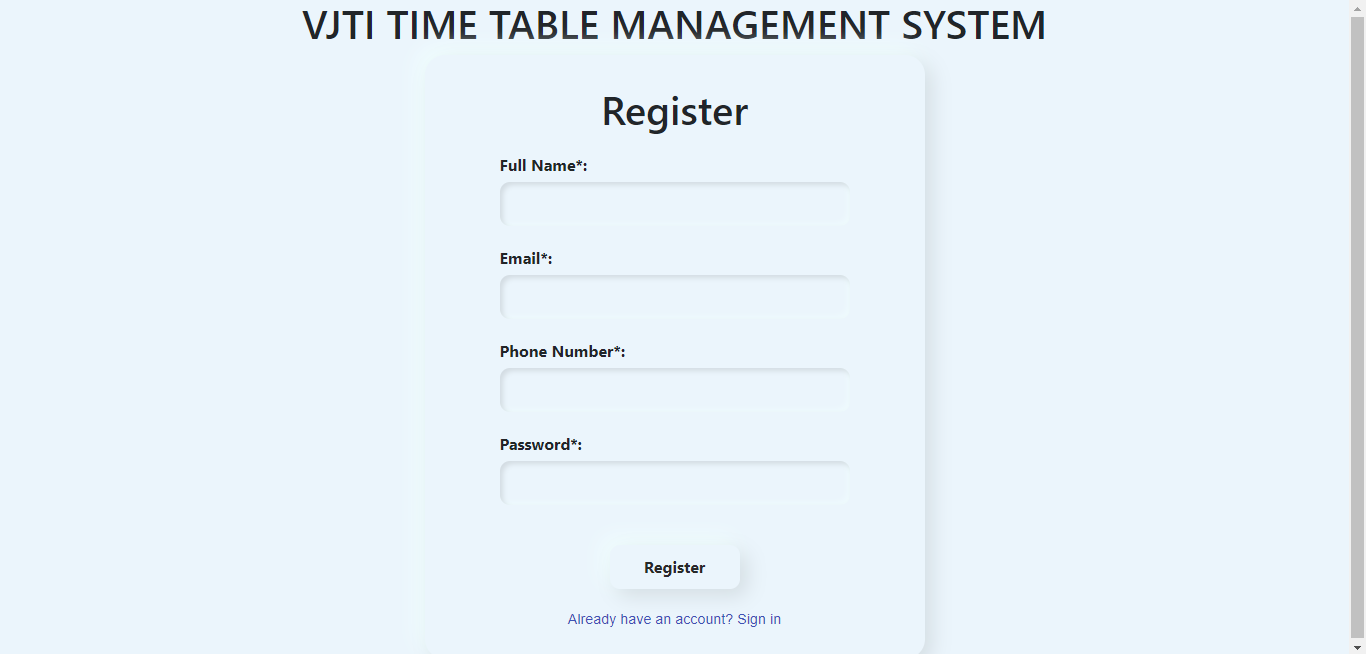 VJTI TIME TABLE MANAGEMENT SYSTEM
Register
Full Name*:
Email*:
Phone Number*:
Password*:
Register
Already have an account? Sign in